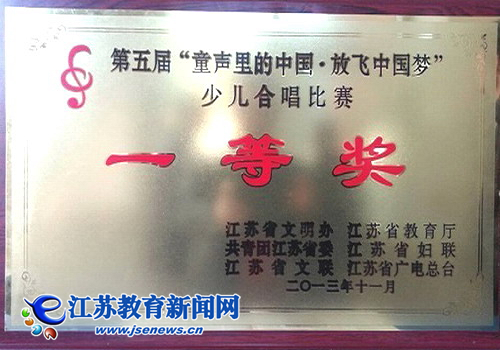 第五届“童声里的中国·放飞中国梦”
少儿合唱比赛
一等奖
江苏省文明办 江苏省教育厅
共青团江苏省委 江苏省妇联
江苏省文联 江苏省广电总台
二〇一三年十一月
江苏教育新闻网
www.jsenews.cn